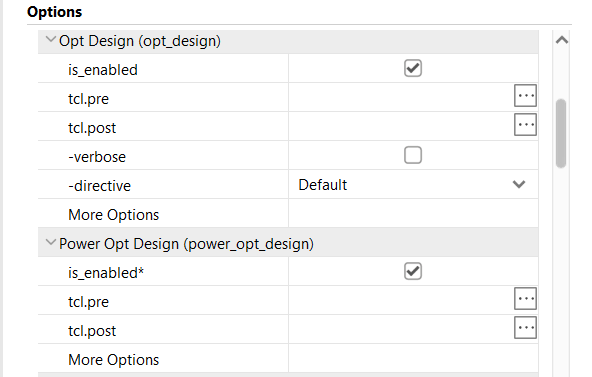 Options
Opt Design (opt_design)
is_enabled
tcl.pre
tcl.post
-verbose
-directive Default
More Options
Power Opt Design (power_opt_design)
is_enabled*
tcl.pre
tcl.post
More Options